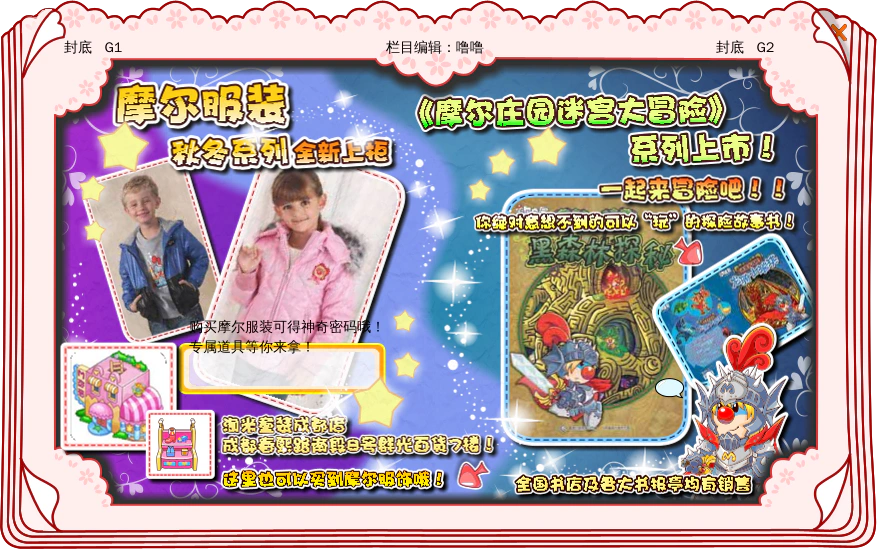 封底 G1
栏目编辑：噜噜
封底 G2
摩尔服装
秋冬系列 全新上柜
购买摩尔服装可得神奇密码哦！
专属道具等你来拿！
淘米童装成都店
成都春熙路南段8号群光百货7楼！
这里也可以买到摩尔服饰哦！
《摩尔庄园迷宫大冒险》
系列上市！
一起来冒险吧！！
你绝对意想不到的可以“玩”的探险故事书！
黑森林探秘
全国书店及各大书报亭均有销售